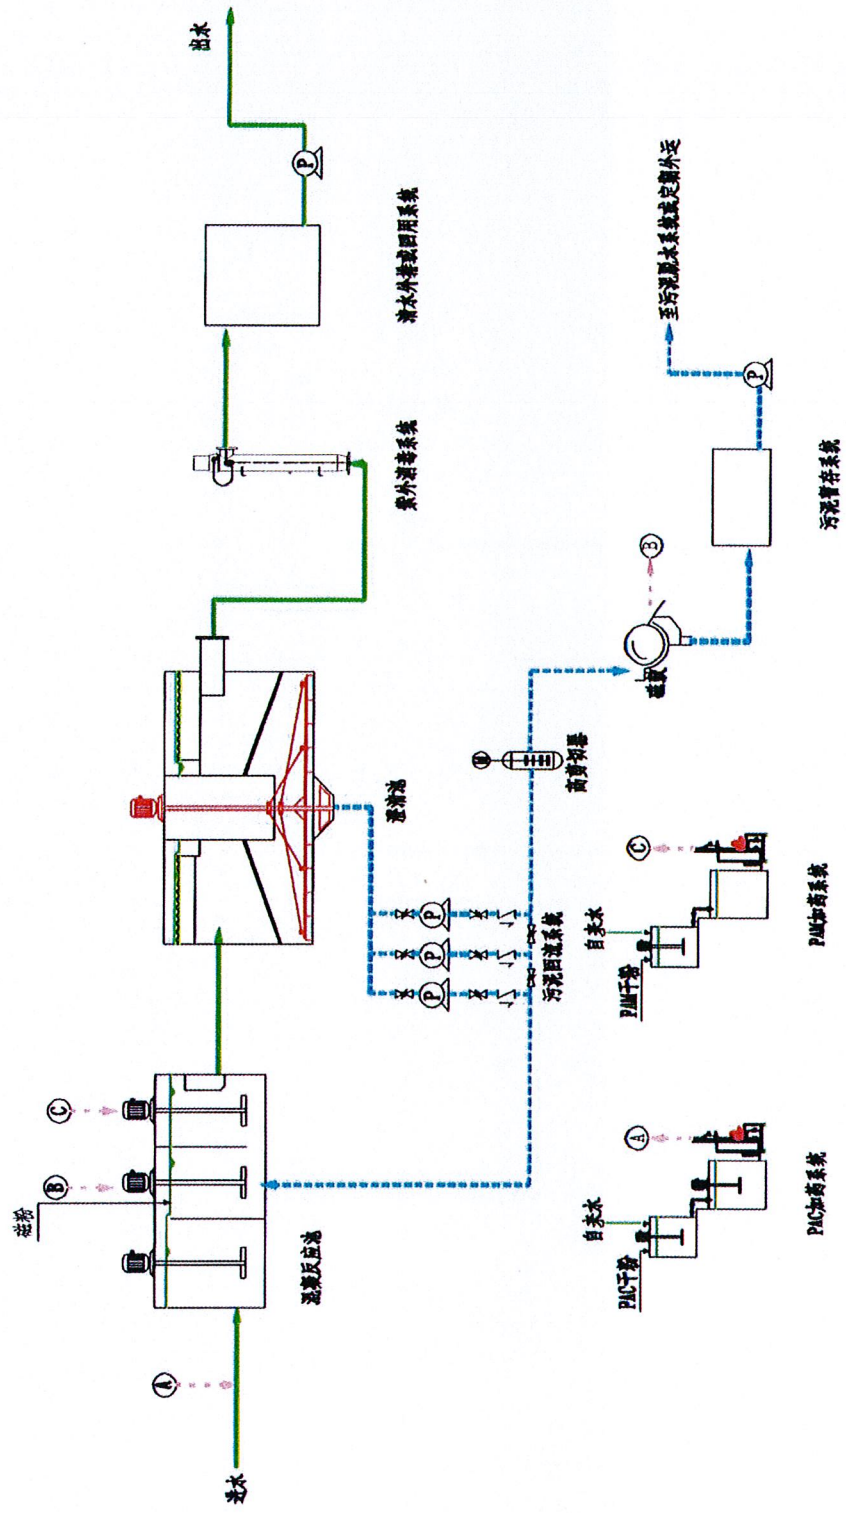 进水
A
磁粉
B
C
混凝反应池
澄清池
紫外消毒系统
清水外排或回用系统
P
出水
P
P
P
污泥回流系统
M
高剪切器
磁鼓
B
污泥暂存系统
P
至污泥脱水系统或定期外运
PAC干粉
自来水
A
PAC加药系统
PAM干粉
自来水
C
PAM加药系统